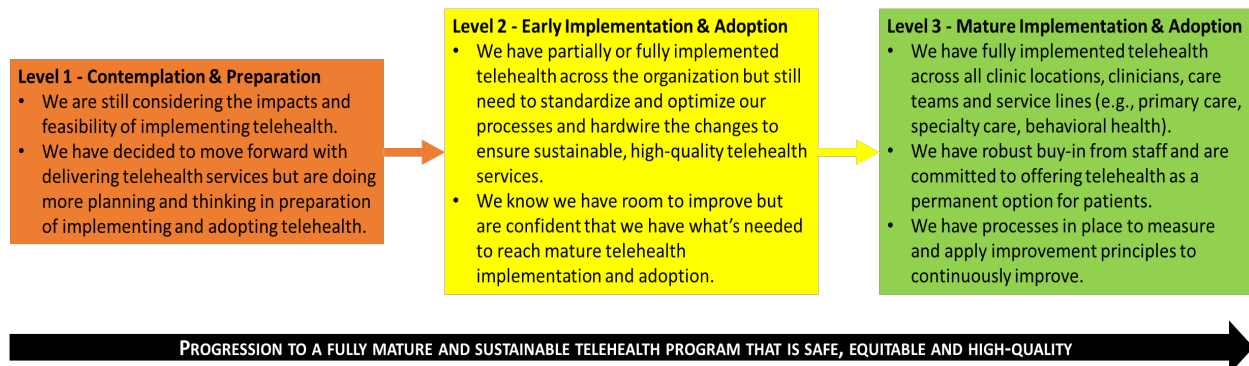 Level 1 - Contemplation & Preparation
• We are still considering the impacts and
feasibility of implementing telehealth.
• We have decided to move forward with
delivering telehealth services but are doing
more planning and thinking in preparation
of implementing and adopting telehealth.
Level 2 - Early Implementation & Adoption
• We have partially or fully implemented
telehealth across the organization but still
need to standardize and optimize our
processes and hardwire the changes to
ensure sustainable, high-quality telehealth
services.
• We know we have room to improve but
are confident that we have what's needed
to reach mature telehealth
implementation and adoption.
Level 3 - Mature Implementation & Adoption
• We have fully implemented telehealth
across all clinic locations, clinicians, care
teams and service lines (e.g., primary care,
specialty care, behavioral health).
• We have robust buy-in from staff and are
committed to offering telehealth as a
permanent option for patients.
• We have processes in place to measure
and apply improvement principles to
continuously improve.
PROGRESSION TO A FULLY MATURE AND SUSTAINABLE TELEHEALTH PROGRAM THAT IS SAFE, EQUITABLE AND HIGH-QUALITY